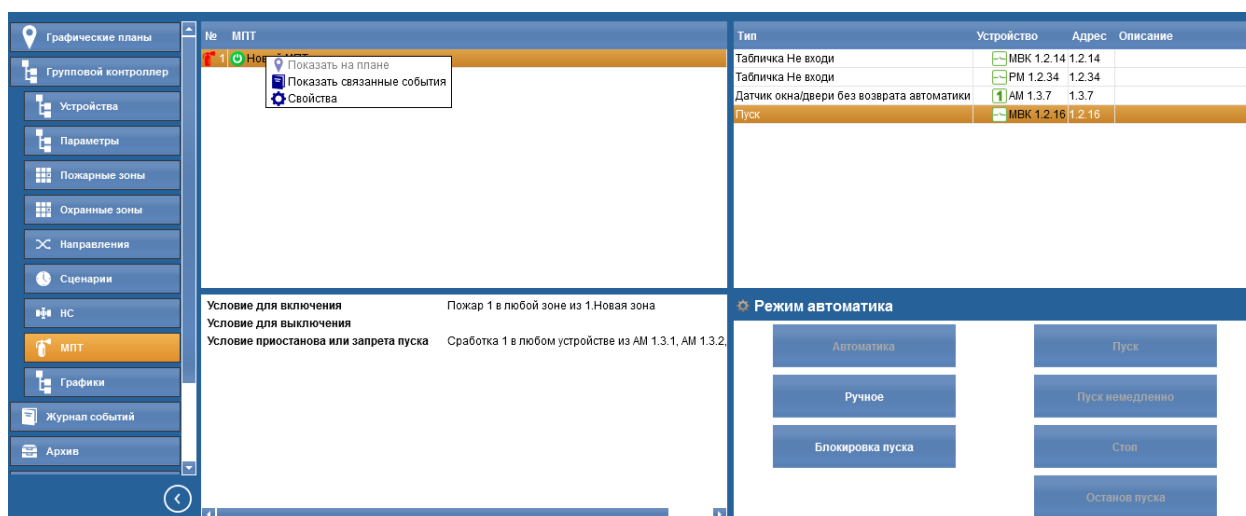 Графические планы
Групповой контроллер
Устройства
Параметры
Пожарные зоны
Охранные зоны
Направления
Сценарии
НС
МПТ
Графики
Журнал событий
Архив
№ МПТ
1
Показать на плане
Показать связанные события
Свойства
Тип Устройство Адрес Описание
Табличка Не входи МВК 1.2.14 1.2.14
Табличка Не входи РМ 1.2.34 1.2.34
Датчик окна/двери без возврата автоматики 1 АМ 1.3.7 1.3.7
Пуск МВК 1.2.16 1.2.16
Условие для включения Пожар 1 в любой зоне из 1.Новая зона
Условие для выключения
Условие приостанова или запрета пуска Сработка 1 в любом устройстве из АМ 1.3.1, АМ 1.3.2,
Режим автоматика
Автоматика Пуск
Ручное Пуск немедленно
Блокировка пуска Стоп
Останов пуска